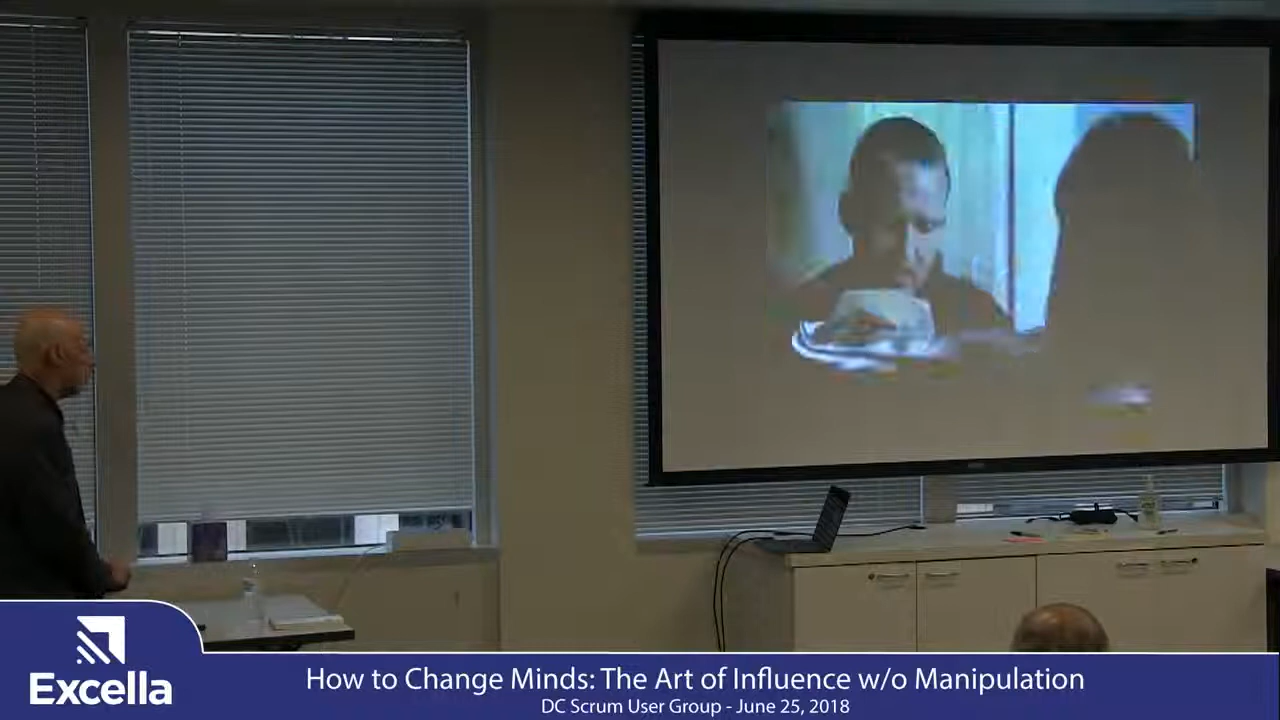 Excella
How to Change Minds: The Art of Influence w/o Manipulation
DC Scrum User Group - June 25, 2018